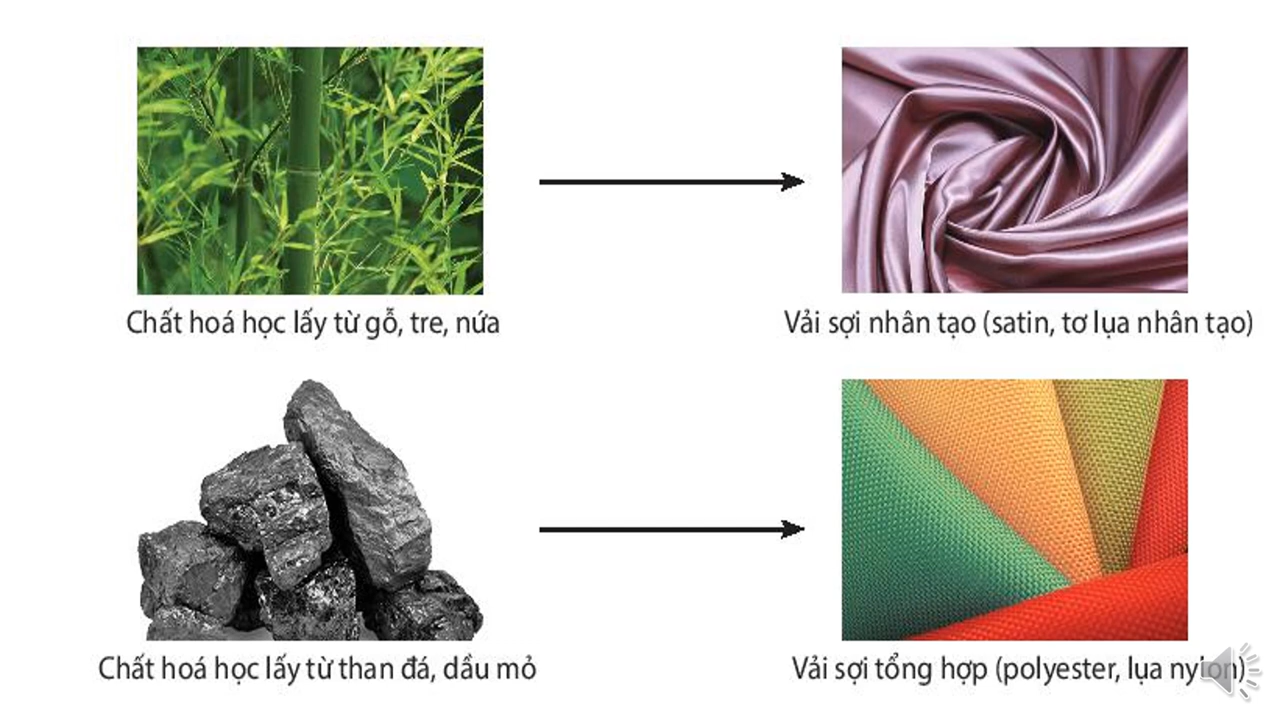 Chất hoá học lấy từ gỗ, tre, nứa
Vải sợi nhân tạo (satin, tơ lụa nhân tạo)
Chất hoá học lấy từ than đá, dầu mỏ
Vải sợi tổng hợp (polyester, lụa nylon)